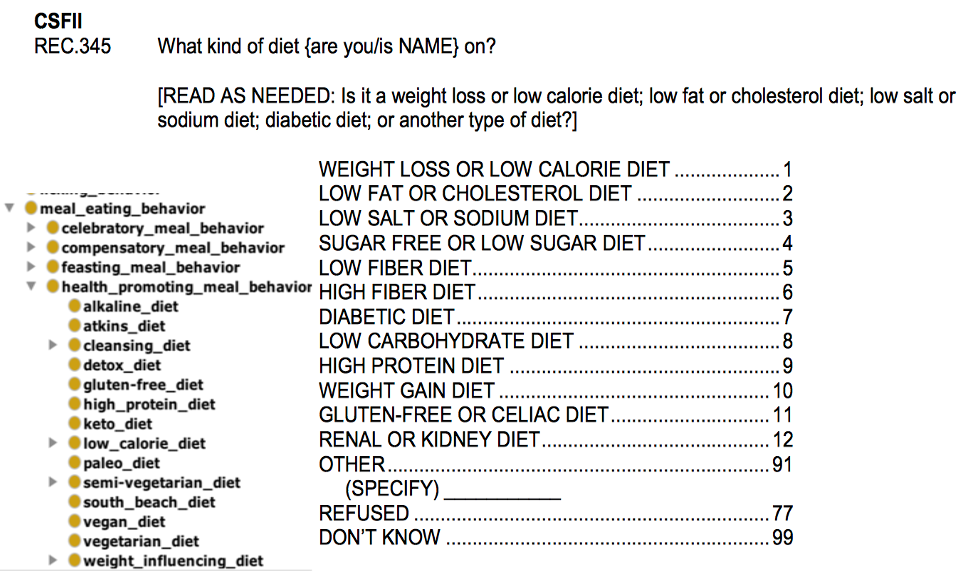 CSFII
REC.345 What kind of diet {are you/is NAME} on?
[READ AS NEEDED: Is it a weight loss or low calorie diet; low fat or cholesterol diet; low salt or
sodium diet; diabetic diet; or another type of diet?]
WEIGHT LOSS OR LOW CALORIE DIET .................... 1
LOW FAT OR CHOLESTEROL DIET ........................... 2
LOW SALT OR SODIUM DIET..................................... 3
SUGAR FREE OR LOW SUGAR DIET......................... 4
LOW FIBER DIET....................................................... 5
HIGH FIBER DIET...................................................... 6
DIABETIC DIET.......................................................... 7
LOW CARBOHYDRATE DIET ..................................... 8
HIGH PROTEIN DIET ................................................ 9
WEIGHT GAIN DIET .................................................. 10
GLUTEN-FREE OR CELIAC DIET............................... 11
RENAL OR KIDNEY DIET.......................................... 12
OTHER..................................................................... 91
(SPECIFY) ___________
REFUSED ................................................................. 77
DON'T KNOW ........................................................... 99
meal_eating_behavior
celebratory_meal_behavior
compensatory_meal_behavior
feasting_meal_behavior
health_promoting_meal_behavior
alkaline_diet
atkins_diet
cleansing_diet
detox_diet
gluten-free_diet
high_protein_diet
keto_diet
low_calorie_diet
paleo_diet
semi-vegetarian_diet
south_beach_diet
vegan_diet
vegetarian_diet
weight_influencing_diet